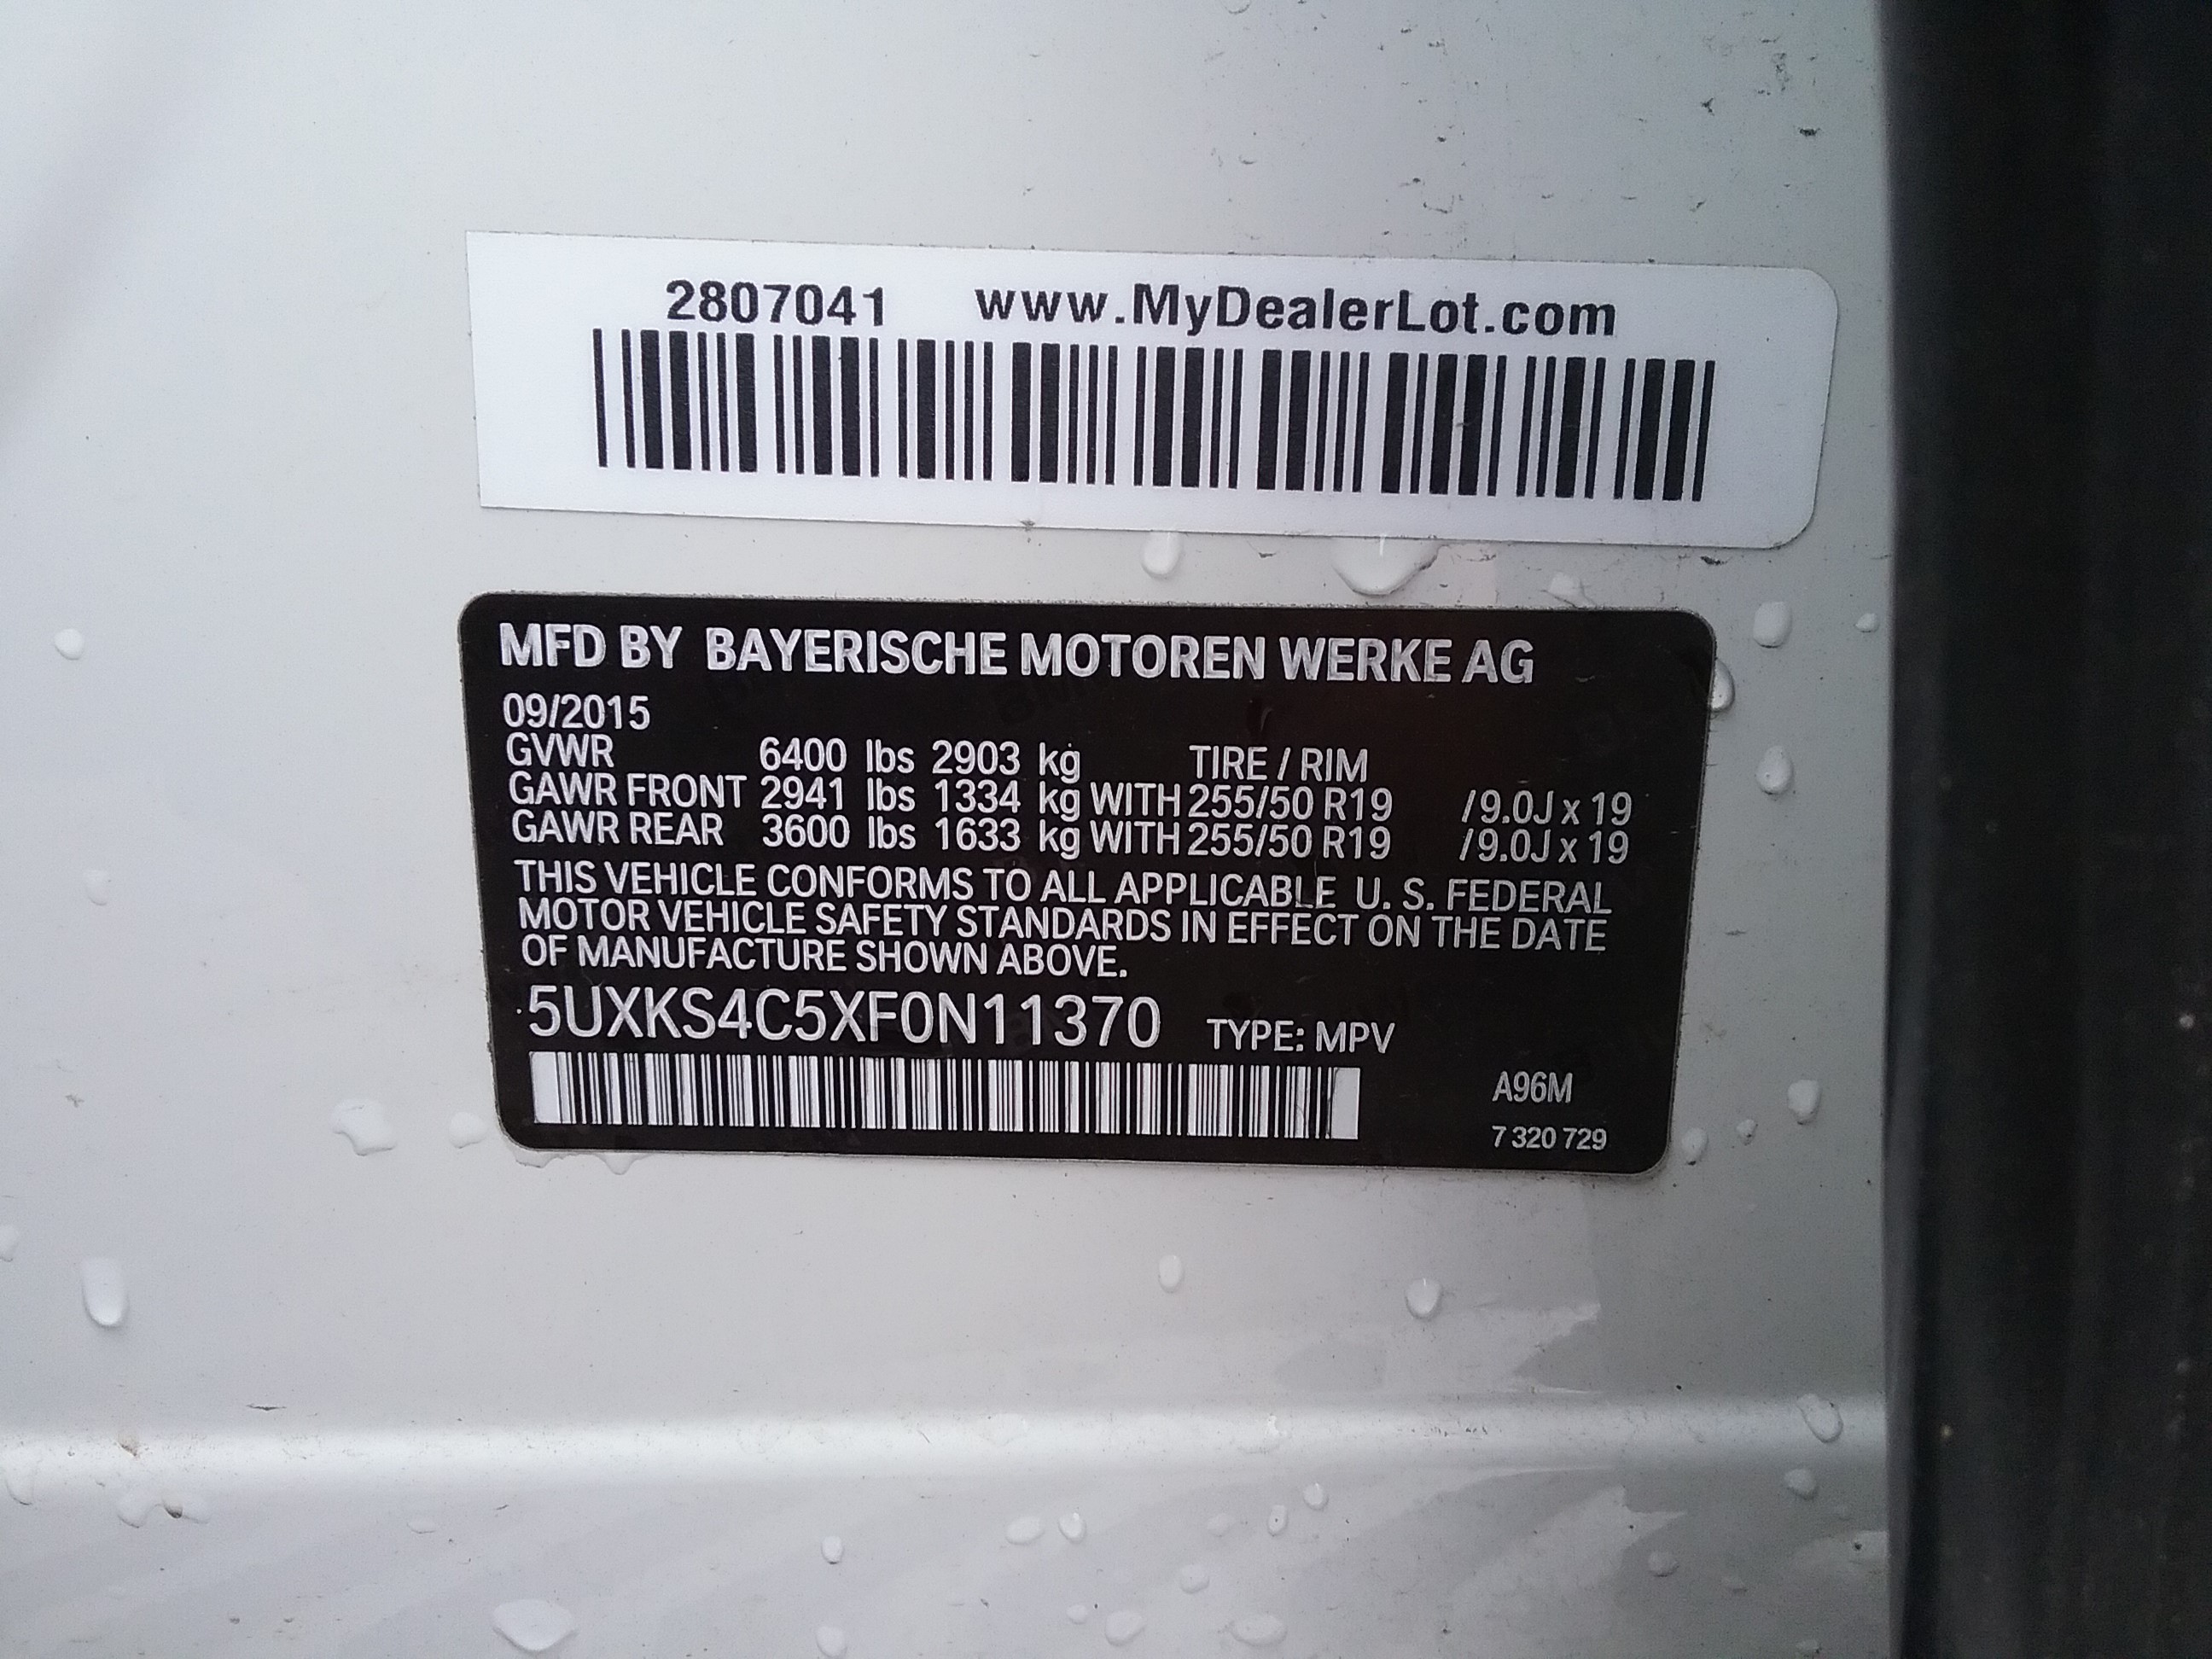 2807041 www.MyDealerLot.com
MFD BY BAYERISCHE MOTOREN WERKE AG
09/2015
GVWR 6400 lbs 2903 kg TIRE / RIM
GAWR FRONT 2941 lbs 1334 kg WITH 255/50 R19 /9.0J x 19
GAWR REAR 3600 lbs 1633 kg WITH 255/50 R19 /9.0J x 19
THIS VEHICLE CONFORMS TO ALL APPLICABLE U. S. FEDERAL
MOTOR VEHICLE SAFETY STANDARDS IN EFFECT ON THE DATE
OF MANUFACTURE SHOWN ABOVE.
5UXKS4C5XF0N11370 TYPE: MPV
A96M
7 320 729